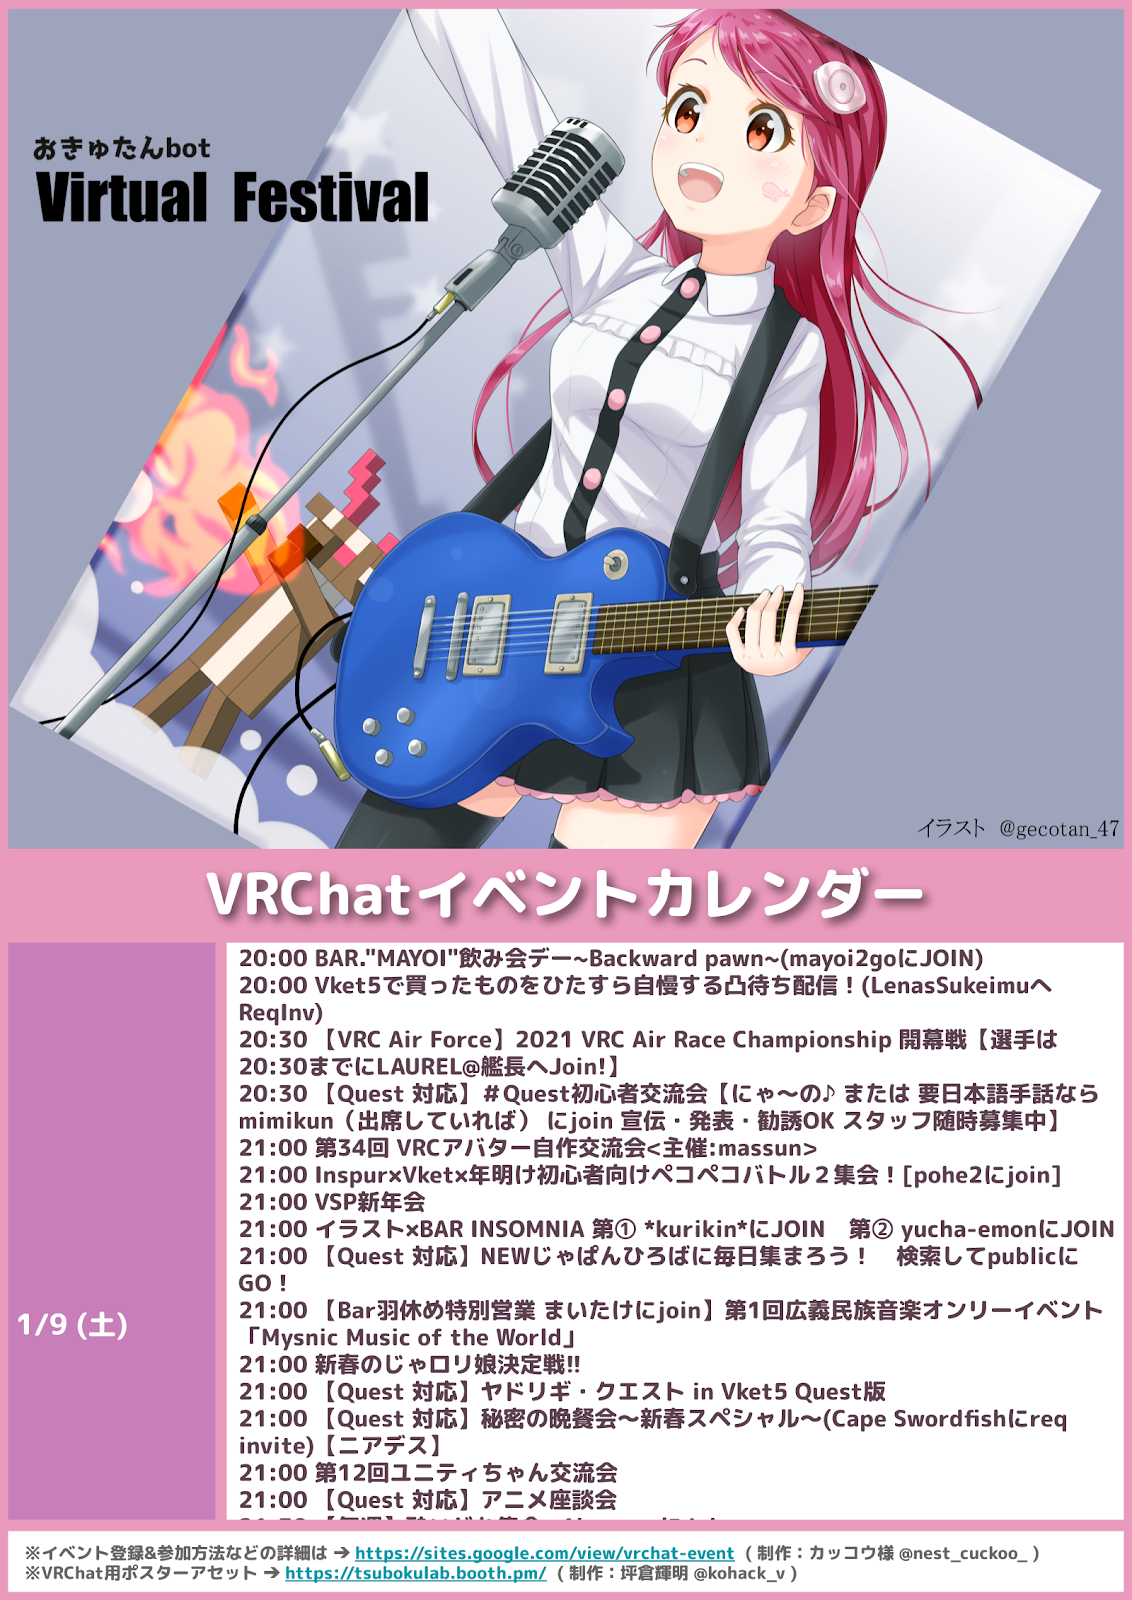 おきゅたんbot
Virtual Festival
イラスト @gecotan_47
VRChatイベントカレンダー
1/9 (土)
20:00 BAR."MAYOI"飲み会デー~Backward pawn~(mayoi2goにJOIN)
20:00 Vket5で買ったものをひたすら自慢する凸待ち配信！(LenasSukeimuへ
ReqInv)
20:30 【VRC Air Force】2021 VRC Air Race Championship 開幕戦【選手は
20:30までにLAUREL@艦長へJoin!】
20:30 【Quest 対応】＃Quest初心者交流会【にゃ〜の♪ または 要日本語手話なら
mimikun（出席していれば） にjoin 宣伝・発表・勧誘OK スタッフ随時募集中】
21:00 第34回 VRCアバター自作交流会<主催:massun>
21:00 Inspur×Vket×年明け初心者向けペコペコバトル２集会！[pohe2にjoin]
21:00 VSP新年会
21:00 イラスト×BAR INSOMNIA 第① *kurikin*にJOIN　第② yucha-emonにJOIN
21:00 【Quest 対応】NEWじゃぱんひろばに毎日集まろう！　検索してpublicに
GO！
21:00 【Bar羽休め特別営業 まいたけにjoin】第1回広義民族音楽オンリーイベント
「Mysnic Music of the World」
21:00 新春のじゃロリ娘決定戦!!
21:00 【Quest 対応】ヤドリギ・クエスト in Vket5 Quest版
21:00 【Quest 対応】秘密の晩餐会〜新春スペシャル〜(Cape Swordfishにreq
invite)【ニアデス】
21:00 第12回ユニティちゃん交流会
21:00 【Quest 対応】アニメ座談会
※イベント登録&参加方法などの詳細は → https://sites.google.com/view/vrchat-event （ 制作：カッコウ様 @nest_cuckoo_ ）
※VRChat用ポスターアセット → https://tsubokulab.booth.pm/ （ 制作：坪倉輝明 @kohack_v ）